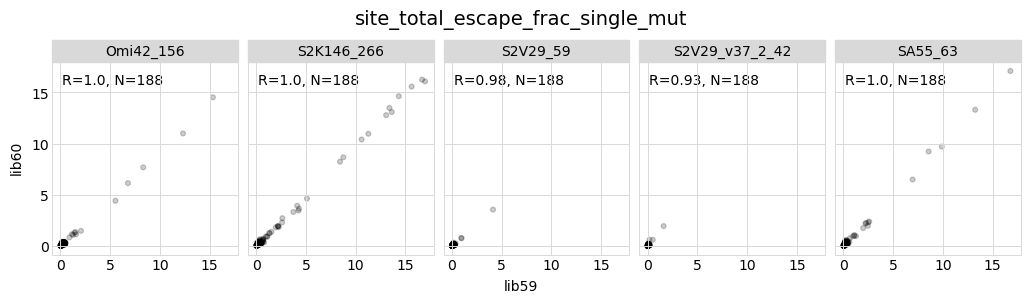 site_total_escape_frac_single_mut
Omi42_156 S2K146_266 S2V29_59 S2V29_v37_2_42 SA55_63
R=1.0, N=188 R=1.0, N=188 R=0.98, N=188 R=0.93, N=188 R=1.0, N=188
15
10
5
0
lib60
0 5 10 15 0 5 10 15 0 5 10 15 0 5 10 15 0 5 10 15
lib59